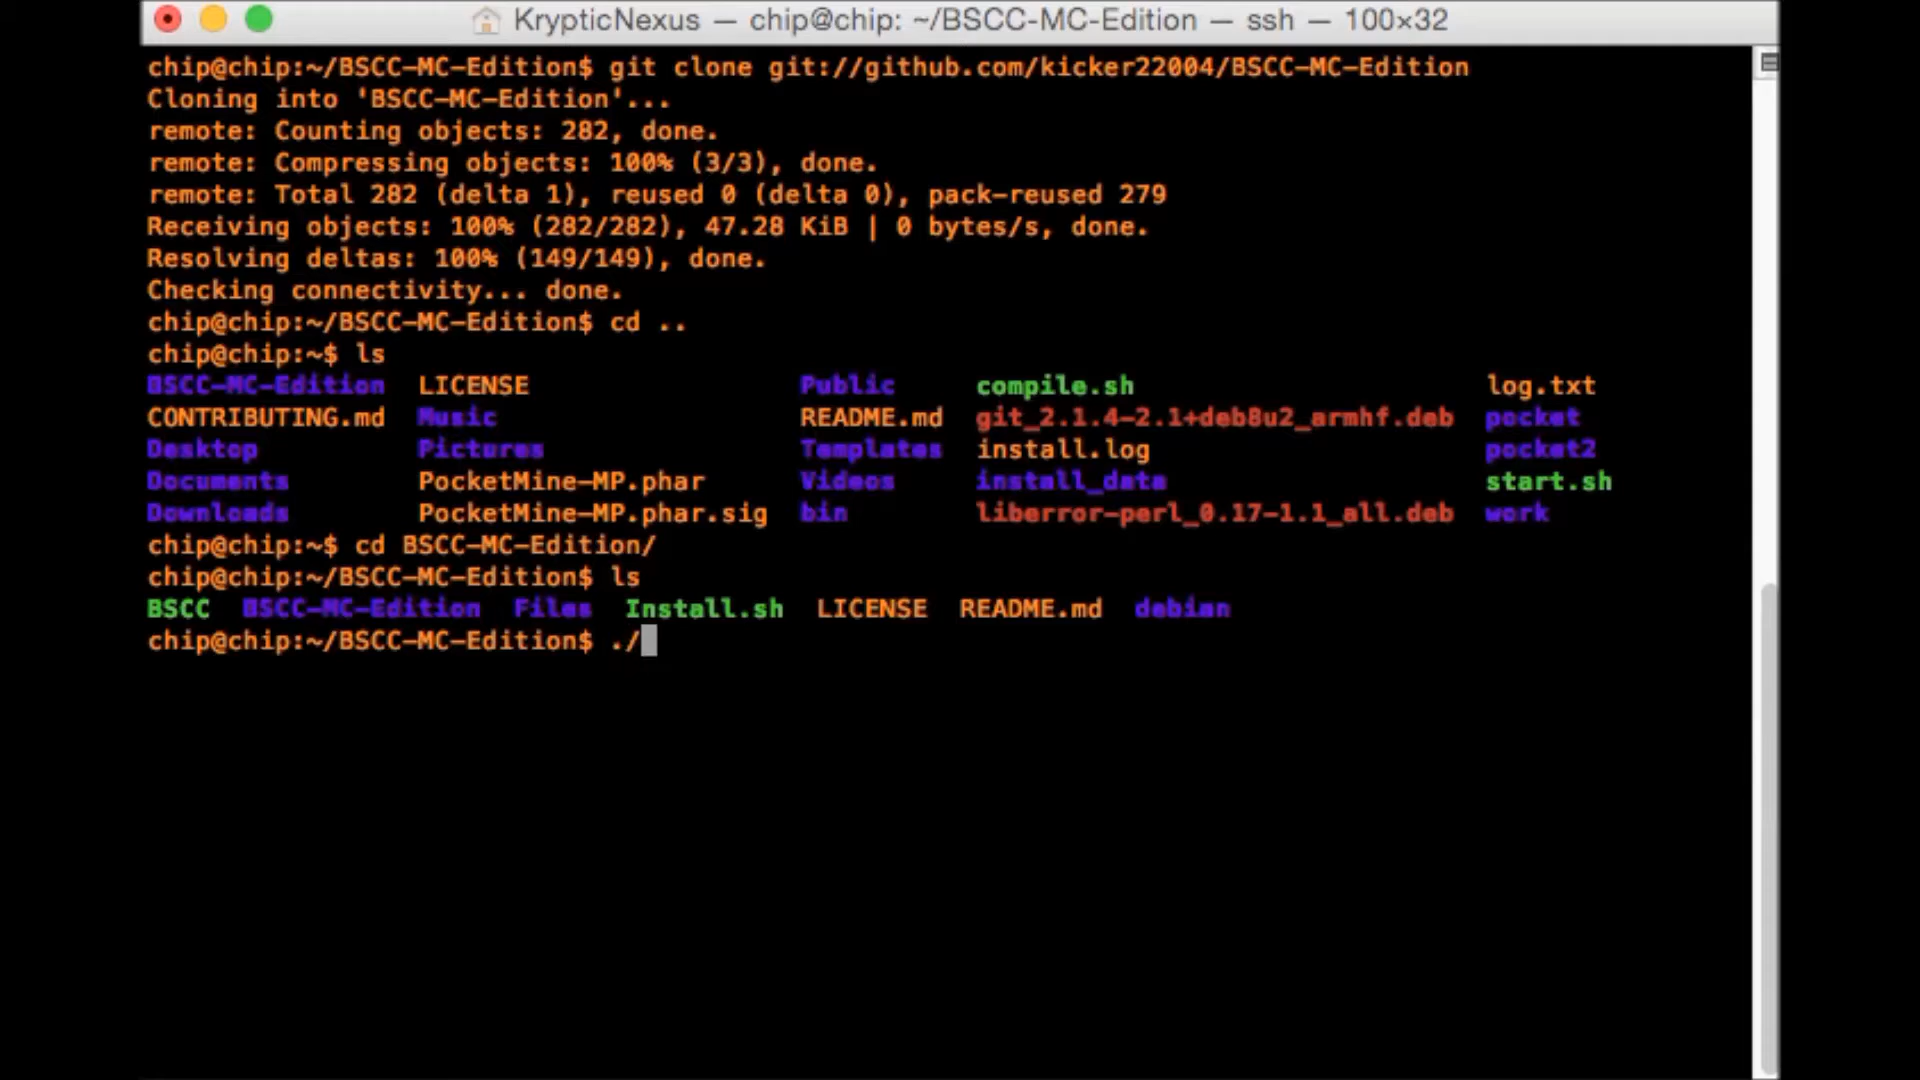 KrypticNexus — chip@chip: ~/BSCC-MC-Edition — ssh — 100×32
chip@chip:~/BSCC-MC-Edition$ git clone git://github.com/kicker22004/BSCC-MC-Edition
Cloning into 'BSCC-MC-Edition'...
remote: Counting objects: 282, done.
remote: Compressing objects: 100% (3/3), done.
remote: Total 282 (delta 1), reused 0 (delta 0), pack-reused 279
Receiving objects: 100% (282/282), 47.28 KiB | 0 bytes/s, done.
Resolving deltas: 100% (149/149), done.
Checking connectivity... done.
chip@chip:~/BSCC-MC-Edition$ cd ..
chip@chip:~$ ls
BSCC-MC-Edition LICENSE Public compile.sh log.txt
CONTRIBUTING.md Music README.md git_2.1.4-2.1+deb8u2_armhf.deb pocket
Desktop Pictures Templates install.log pocket2
Documents PocketMine-MP.phar Videos install_data start.sh
Downloads PocketMine-MP.phar.sig bin liberror-perl_0.17-1.1_all.deb work
chip@chip:~$ cd BSCC-MC-Edition/
chip@chip:~/BSCC-MC-Edition$ ls
BSCC BSCC-MC-Edition Files Install.sh LICENSE README.md debian
chip@chip:~/BSCC-MC-Edition$ ./